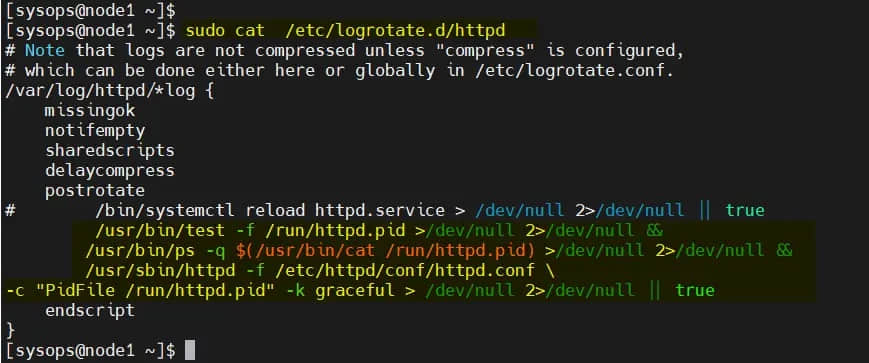 [sysops@node1 ~]$
[sysops@node1 ~]$ sudo cat  /etc/logrotate.d/httpd
# Note that logs are not compressed unless "compress" is configured,
# which can be done either here or globally in /etc/logrotate.conf.
/var/log/httpd/*log {
    missingok
    notifempty
    sharedscripts
    delaycompress
    postrotate
#        /bin/systemctl reload httpd.service > /dev/null 2>/dev/null || true
         /usr/bin/test -f /run/httpd.pid >/dev/null 2>/dev/null &&
        /usr/bin/ps -q $(/usr/bin/cat /run/httpd.pid) >/dev/null 2>/dev/null &&
        /usr/sbin/httpd -f /etc/httpd/conf/httpd.conf \
-c "PidFile /run/httpd.pid" -k graceful > /dev/null 2>/dev/null || true
    endscript
}
[sysops@node1 ~]$